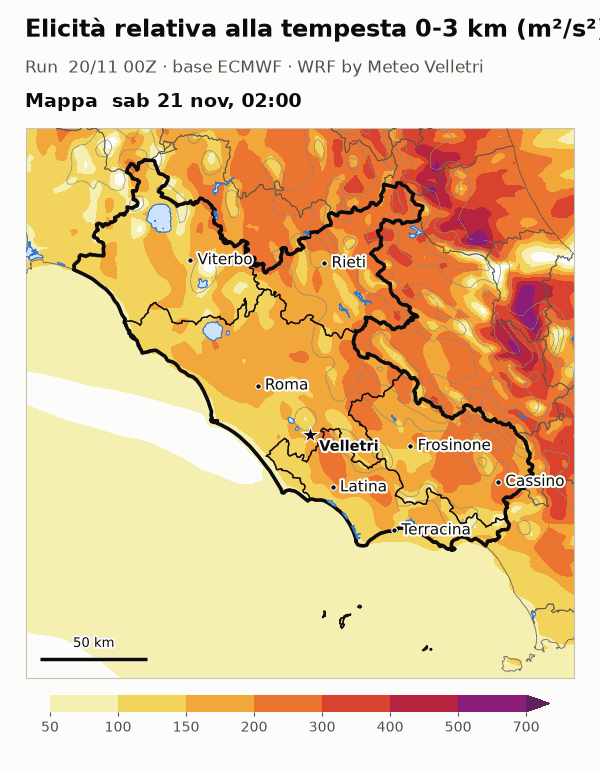 Elicità relativa alla tempesta 0-3 km (m²/s²)
Run 20/11 00Z · base ECMWF · WRF by Meteo Velletri
Mappa sab 21 nov, 02:00
Viterbo
Rieti
Roma
Velletri
Frosinone
Latina
Cassino
Terracina
50 km
50 100 150 200 300 400 500 700